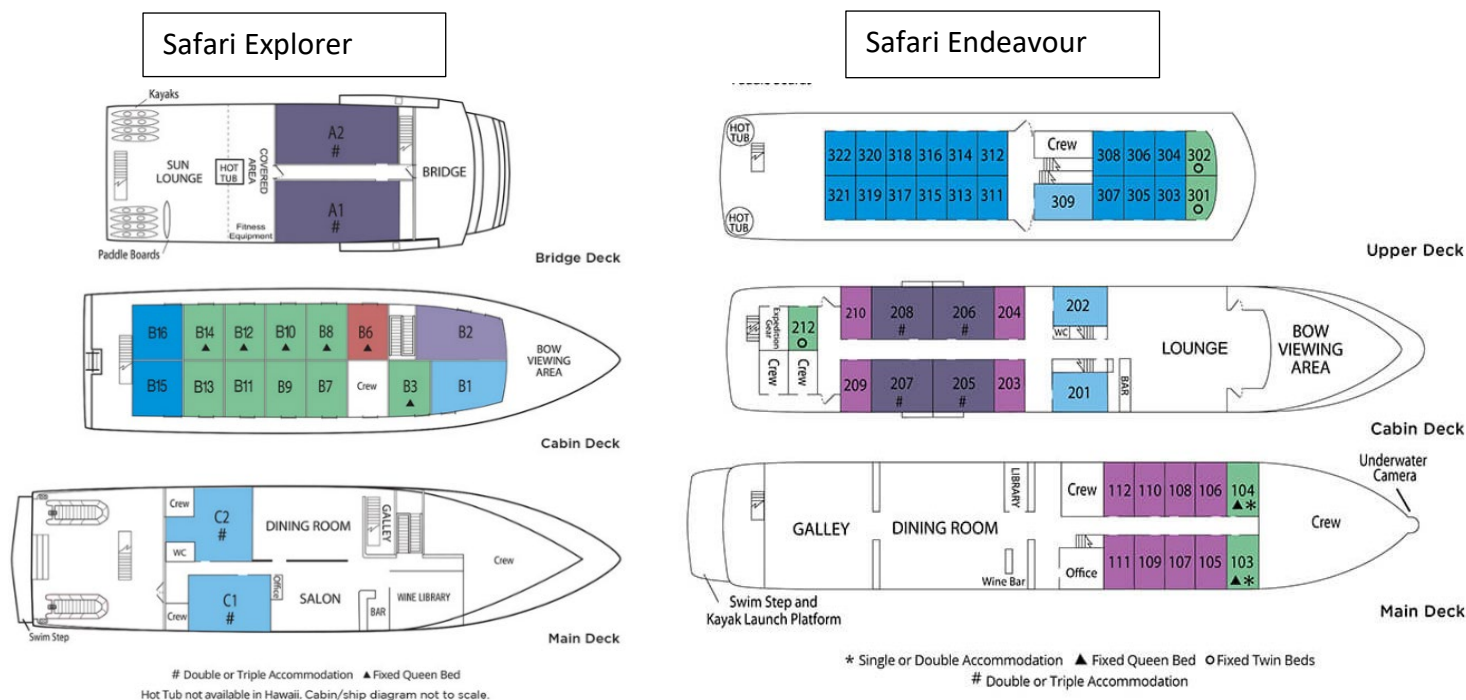 Safari Explorer
Kayaks
A2
#
SUN
LOUNGE
HOT
TUB
COVERED
AREA
BRIDGE
A1
#
Fitness
Equipment
Paddle Boards
Bridge Deck
B16 B14 B12 B10 B8 B6 B2
▲ ▲ ▲ ▲ ▲
B15 B13 B11 B9 B7 Crew B3 B1
▲
BOW
VIEWING
AREA
Cabin Deck
Crew
C2
#
WC
DINING ROOM
GALLEY
Crew
Office
C1
#
Crew
SALON
BAR
WINE LIBRARY
Swim Step
Main Deck
# Double or Triple Accommodation ▲ Fixed Queen Bed
Hot Tub not available in Hawaii. Cabin/ship diagram not to scale.
Safari Endeavour
HOT
TUB
322 320 318 316 314 312 Crew 308 306 304 302
321 319 317 315 313 311 309 307 305 303 301
HOT
TUB
Upper Deck
Expedition
Gear
212
210 208 206 204 202
# #
WC
Crew Crew
209 207 205 203 201
# #
BAR
LOUNGE
BOW
VIEWING
AREA
Cabin Deck
Underwater
Camera
GALLEY
DINING ROOM
LIBRARY
Crew
112 110 108 106 104
▲ *
Wine Bar
Office
111 109 107 105 103
▲ *
Crew
Swim Step and
Kayak Launch Platform
Main Deck
* Single or Double Accommodation ▲ Fixed Queen Bed O Fixed Twin Beds
# Double or Triple Accommodation